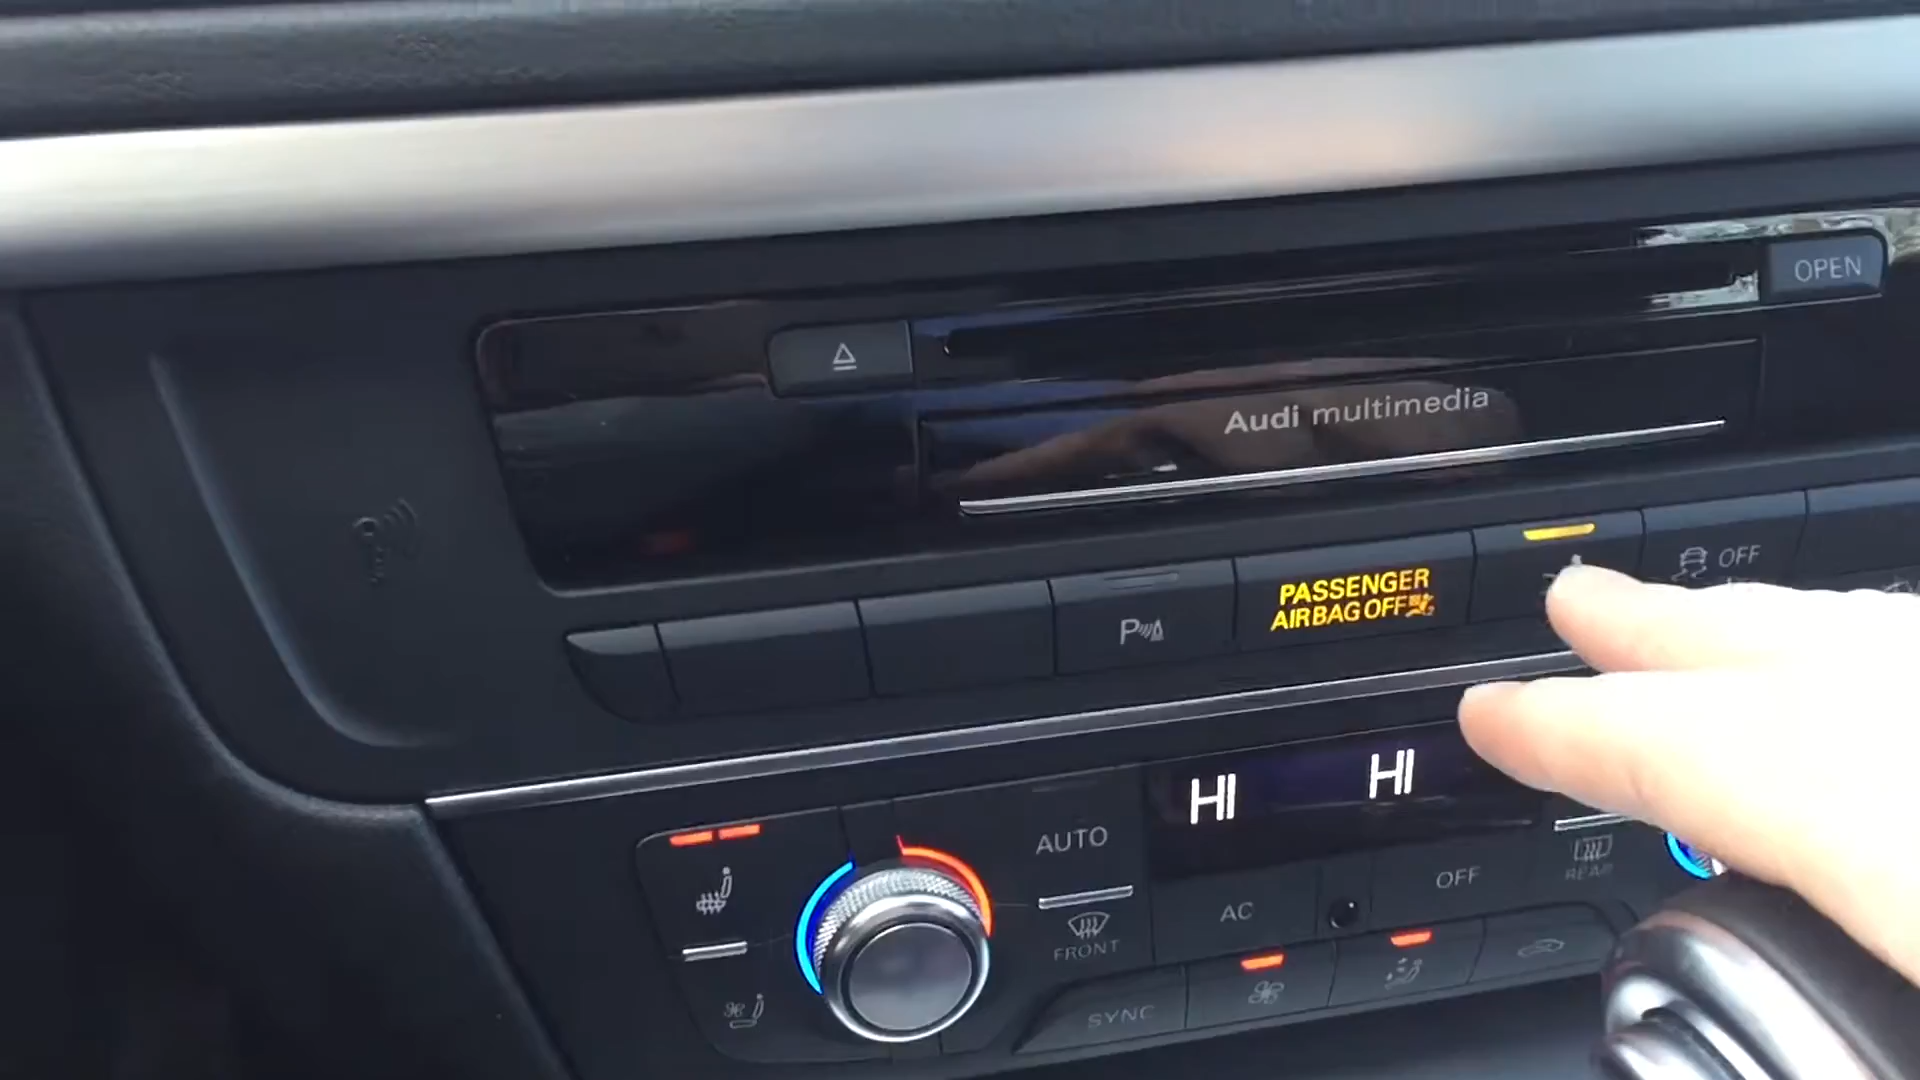 OPEN
Audi multimedia
P
PASSENGER
AIRBAG OFF
OFF
HI
HI
AUTO
FRONT
AC
OFF
REAR
SYNC